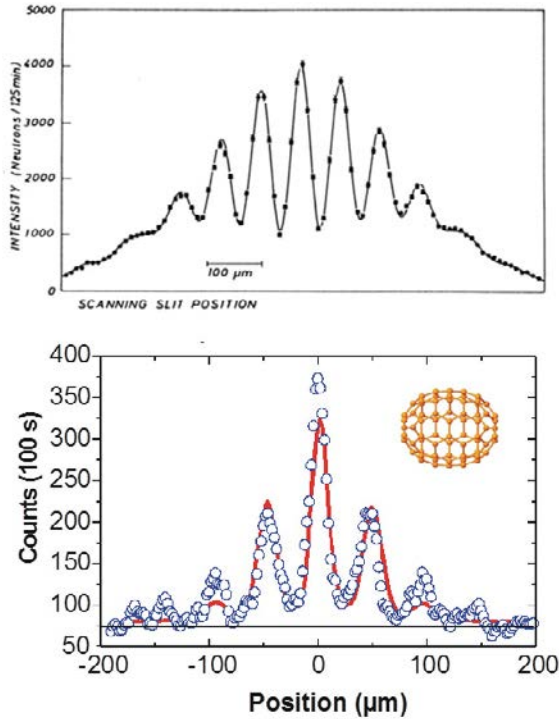 5000
4000
3000
2000
1000
0
INTENSITY (Neutrons / 125 min)
100 µm
SCANNING SLIT POSITION
400
350
300
250
200
150
100
50
Counts (100 s)
-200 -100 0 100 200
Position (µm)